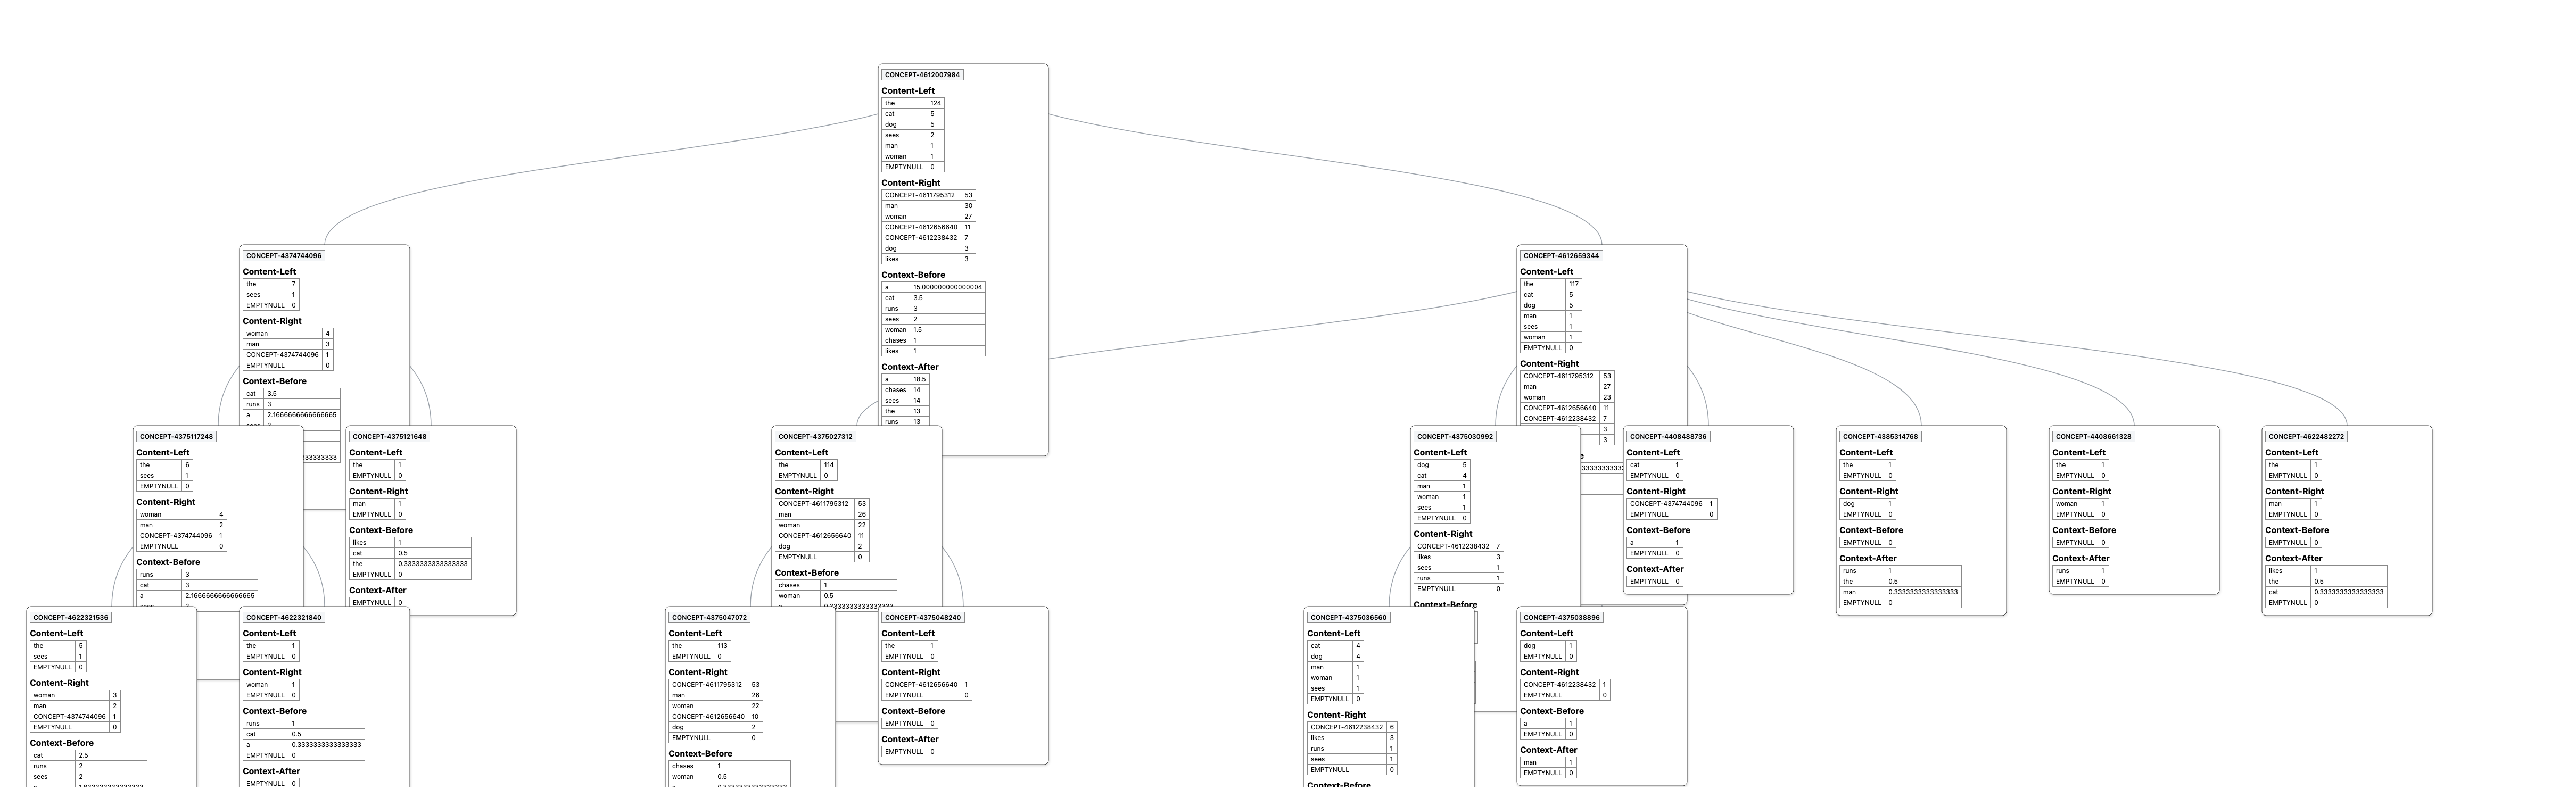 CONCEPT-4612007984
Content-Left
the 124
cat 5
dog 5
sees 2
man 1
woman 1
EMPTYNULL 0
Content-Right
CONCEPT-4611795312 53
man 30
woman 27
CONCEPT-4612656640 11
CONCEPT-4612238432 7
dog 3
likes 3
Context-Before
a 15.000000000000004
cat 3.5
runs 3
sees 2
woman 1.5
chases 1
likes 1
Context-After
a 18.5
chases 14
sees 14
the 13
runs 13
CONCEPT-4374744096
Content-Left
the 7
sees 1
EMPTYNULL 0
Content-Right
woman 4
man 3
CONCEPT-4374744096 1
EMPTYNULL 0
Context-Before
cat 3.5
runs 3
a 2.1666666666666665
CONCEPT-4612659344
Content-Left
the 117
cat 5
dog 5
man 1
sees 1
woman 1
EMPTYNULL 0
Content-Right
CONCEPT-4611795312 53
man 27
woman 23
CONCEPT-4612656640 11
CONCEPT-4612238432 7
3
3
CONCEPT-4375117248
Content-Left
the 6
sees 1
EMPTYNULL 0
Content-Right
woman 4
man 2
CONCEPT-4374744096 1
EMPTYNULL 0
Context-Before
runs 3
cat 3
a 2.1666666666666665
CONCEPT-4375121648
Content-Left
the 1
EMPTYNULL 0
Content-Right
man 1
EMPTYNULL 0
Context-Before
likes 1
cat 0.5
the 0.3333333333333333
EMPTYNULL 0
Context-After
EMPTYNULL 0
CONCEPT-4375027312
Content-Left
the 114
EMPTYNULL 0
Content-Right
CONCEPT-4611795312 53
man 26
woman 22
CONCEPT-4612656640 11
dog 2
EMPTYNULL 0
Context-Before
chases 1
woman 0.5
CONCEPT-4375030992
Content-Left
dog 5
cat 4
man 1
woman 1
sees 1
EMPTYNULL 0
Content-Right
CONCEPT-4612238432 7
likes 3
sees 1
runs 1
EMPTYNULL 0
Context-Before
CONCEPT-4408488736
Content-Left
cat 1
EMPTYNULL 0
Content-Right
CONCEPT-4374744096 1
EMPTYNULL 0
Context-Before
a 1
EMPTYNULL 0
Context-After
EMPTYNULL 0
CONCEPT-4385314768
Content-Left
the 1
EMPTYNULL 0
Content-Right
dog 1
EMPTYNULL 0
Context-Before
EMPTYNULL 0
Context-After
runs 1
the 0.5
man 0.3333333333333333
EMPTYNULL 0
CONCEPT-4408661328
Content-Left
the 1
EMPTYNULL 0
Content-Right
woman 1
EMPTYNULL 0
Context-Before
EMPTYNULL 0
Context-After
runs 1
EMPTYNULL 0
CONCEPT-4622482272
Content-Left
the 1
EMPTYNULL 0
Content-Right
man 1
EMPTYNULL 0
Context-Before
EMPTYNULL 0
Context-After
likes 1
the 0.5
cat 0.3333333333333333
EMPTYNULL 0
CONCEPT-4622321536
Content-Left
the 5
sees 1
EMPTYNULL 0
Content-Right
woman 3
man 2
CONCEPT-4374744096 1
EMPTYNULL 0
Context-Before
cat 2.5
runs 2
sees 2
CONCEPT-4622321840
Content-Left
the 1
EMPTYNULL 0
Content-Right
woman 1
EMPTYNULL 0
Context-Before
runs 1
cat 0.5
a 0.3333333333333333
EMPTYNULL 0
Context-After
EMPTYNULL 0
CONCEPT-4375047072
Content-Left
the 113
EMPTYNULL 0
Content-Right
CONCEPT-4611795312 53
man 26
woman 22
CONCEPT-4612656640 10
dog 2
EMPTYNULL 0
Context-Before
chases 1
woman 0.5
CONCEPT-4375048240
Content-Left
the 1
EMPTYNULL 0
Content-Right
CONCEPT-4612656640 1
EMPTYNULL 0
Context-Before
EMPTYNULL 0
Context-After
EMPTYNULL 0
CONCEPT-4375036560
Content-Left
cat 4
dog 4
man 1
woman 1
sees 1
EMPTYNULL 0
Content-Right
CONCEPT-4612238432 6
likes 3
runs 1
sees 1
EMPTYNULL 0
Context-Before
CONCEPT-4375038896
Content-Left
dog 1
EMPTYNULL 0
Content-Right
CONCEPT-4612238432 1
EMPTYNULL 0
Context-Before
a 1
EMPTYNULL 0
Context-After
man 1
EMPTYNULL 0